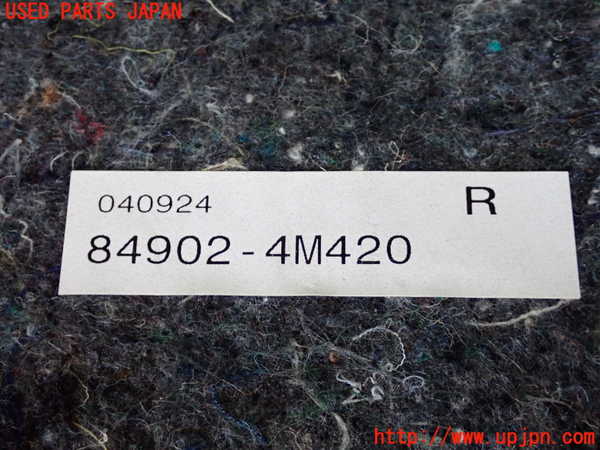 USED PARTS JAPAN
040924 R
84902-4M420
http://www.upjpn.com